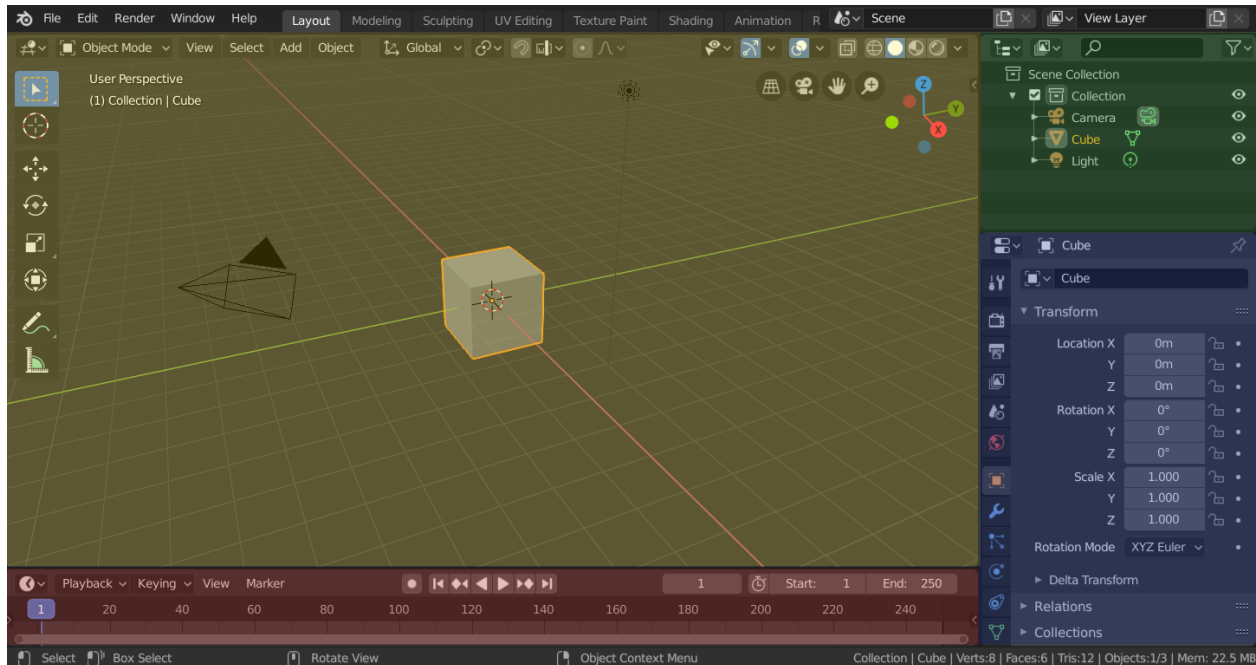 File Edit Render Window Help Layout Modeling Sculpting UV Editing Texture Paint Shading Animation R Scene View Layer
Object Mode View Select Add Object Global
User Perspective
(1) Collection | Cube
Z
Y
X
Scene Collection
Collection
Camera
Cube
Light
Cube
Cube
Transform
Location X 0m
Y 0m
Z 0m
Rotation X 0°
Y 0°
Z 0°
Scale X 1.000
Y 1.000
Z 1.000
Rotation Mode XYZ Euler
Delta Transform
Relations
Collections
Playback Keying View Marker 1 Start: 1 End: 250
1 20 40 60 80 100 120 140 160 180 200 220 240
Select Box Select Rotate View Object Context Menu Collection | Cube | Verts:8 | Faces:6 | Tris:12 | Objects:1/3 | Mem: 22.5 MB